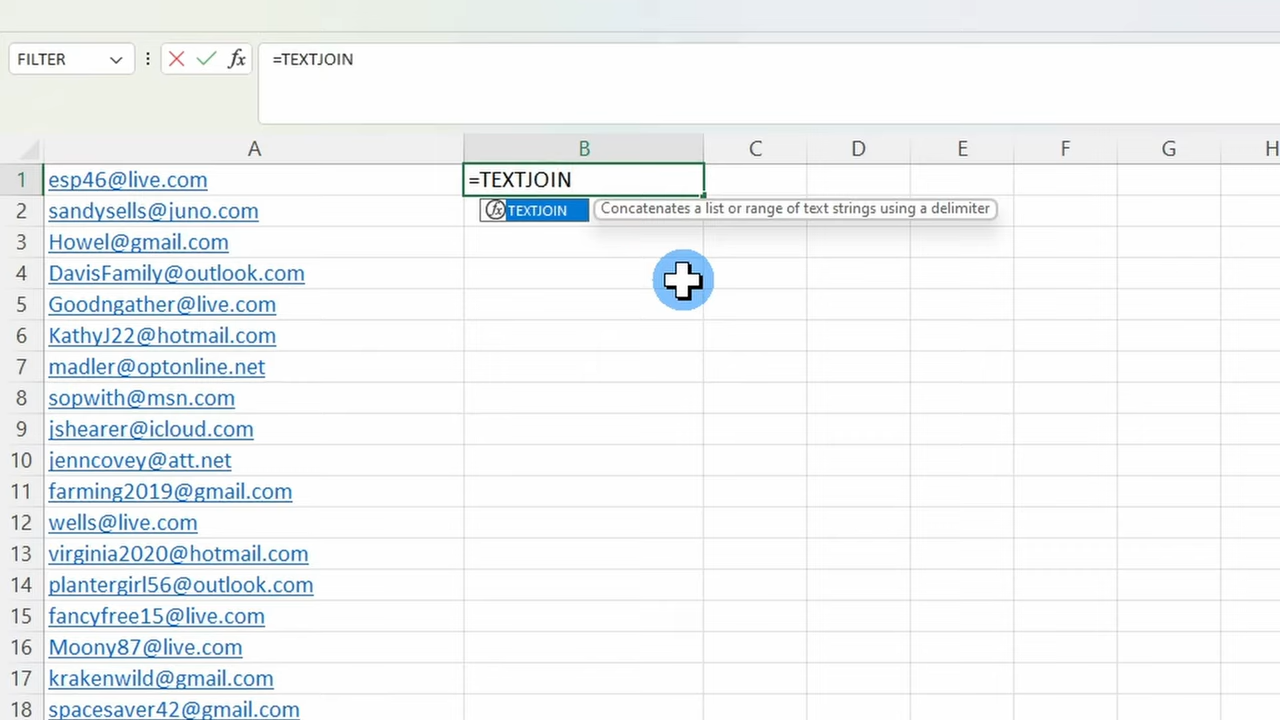 FILTER
fx
=TEXTJOIN
A B C D E F G H
1 esp46@live.com =TEXTJOIN
2 sandysells@juno.com fx TEXTJOIN Concatenates a list or range of text strings using a delimiter
3 Howel@gmail.com
4 DavisFamily@outlook.com
5 Goodngather@live.com
6 KathyJ22@hotmail.com
7 madler@optonline.net
8 sopwith@msn.com
9 jshearer@icloud.com
10 jenncovey@att.net
11 farming2019@gmail.com
12 wells@live.com
13 virginia2020@hotmail.com
14 plantergirl56@outlook.com
15 fancyfree15@live.com
16 Moony87@live.com
17 krakenwild@gmail.com
18 spacesaver42@gmail.com